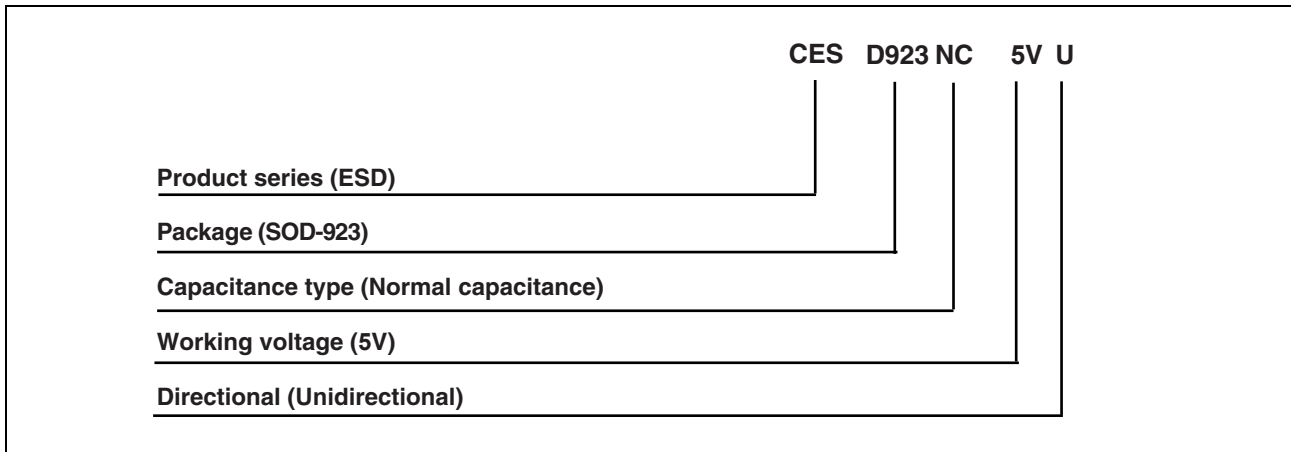 CES D923 NC 5V U
Product series (ESD)
Package (SOD-923)
Capacitance type (Normal capacitance)
Working voltage (5V)
Directional (Unidirectional)